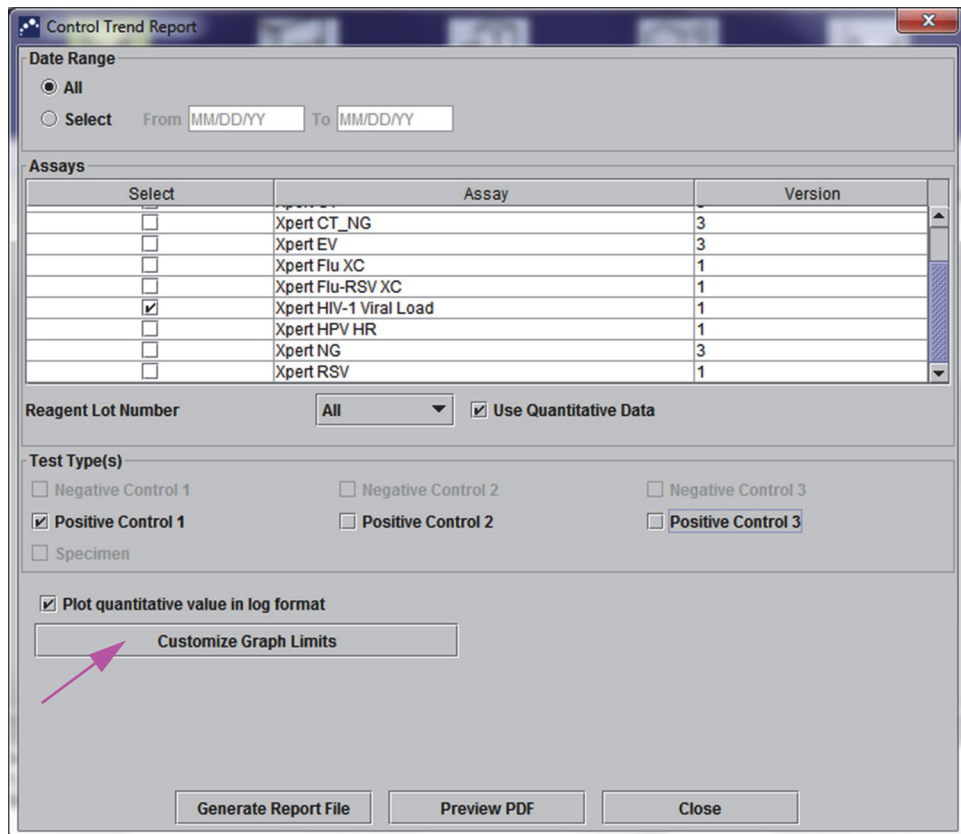 Control Trend Report
Date Range
All
Select From MM/DD/YY To MM/DD/YY
Assays
Select Assay Version
Xpert CT_NG 3
Xpert EV 3
Xpert Flu XC 1
Xpert Flu-RSV XC 1
Xpert HIV-1 Viral Load 1
Xpert HPV HR 1
Xpert NG 3
Xpert RSV 1
Reagent Lot Number All Use Quantitative Data
Test Type(s)
Negative Control 1 Negative Control 2 Negative Control 3
Positive Control 1 Positive Control 2 Positive Control 3
Specimen
Plot quantitative value in log format
Customize Graph Limits
Generate Report File Preview PDF Close